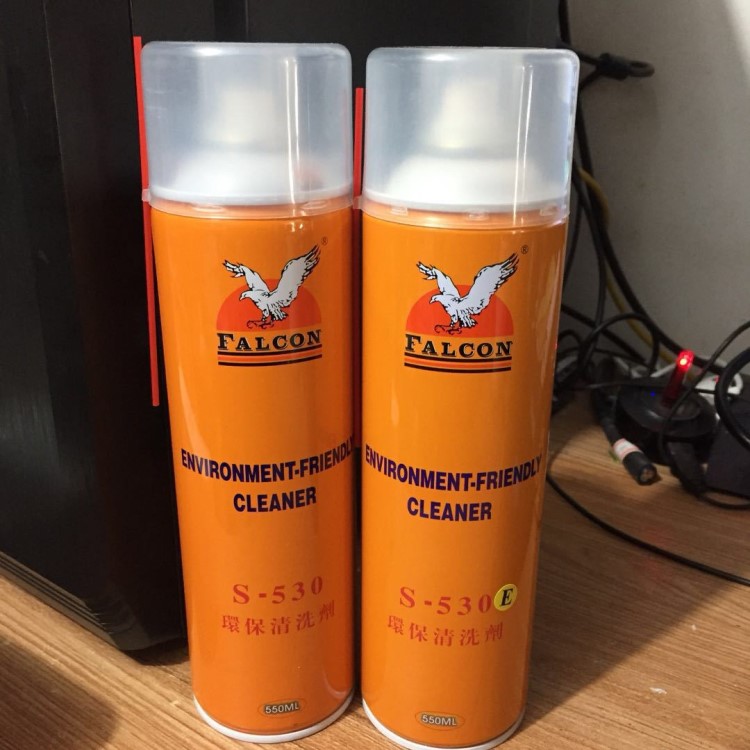 ®
FALCON
ENVIRONMENT-FRIENDLY
CLEANER
S-530
環保清洗劑
550ML
®
FALCON
ENVIRONMENT-FRIENDLY
CLEANER
S-530 E
環保清洗劑
550ML